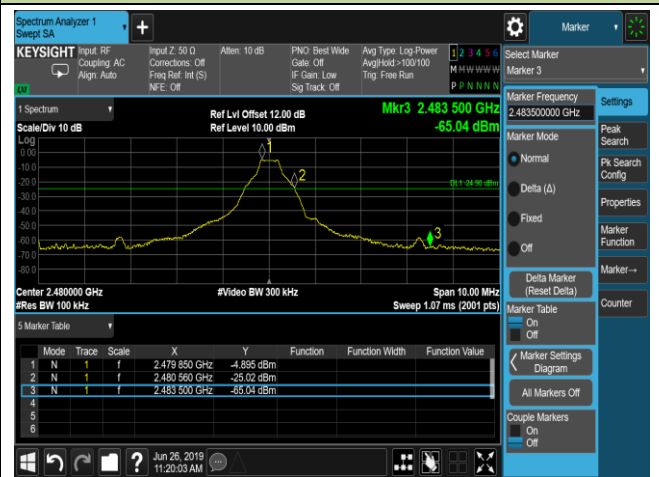 Spectrum Analyzer 1
Swept SA
+
Marker
KEYSIGHT
Input: RF
Coupling: AC
Align: Auto
Input Z: 50 Ω
Corrections: Off
Freq Ref: Int (S)
NFE: Off
Atten: 10 dB
PNO: Best Wide
Gate: Off
IF Gain: Low
Sig Track: Off
Avg Type: Log-Power
Avg|Hold:>100/100
Trig: Free Run
1 2 3 4 5 6
M W W W W W
P P N N N N
LXI
Select Marker
Marker 3
1 Spectrum
Scale/Div 10 dB
Ref Lvl Offset 12.00 dB
Ref Level 10.00 dBm
Mkr3 2.483 500 GHz
-65.04 dBm
Log
0.00
-10.0
-20.0
-30.0
-40.0
-50.0
-60.0
-70.0
-80.0
1
2
3
DL1 -24.90 dBm
Center 2.480000 GHz
#Res BW 100 kHz
#Video BW 300 kHz
Span 10.00 MHz
Sweep 1.07 ms (2001 pts)
5 Marker Table
Mode Trace Scale X Y Function Function Width Function Value
1 N 1 f 2.479 850 GHz -4.895 dBm
2 N 1 f 2.480 560 GHz -25.02 dBm
3 N 1 f 2.483 500 GHz -65.04 dBm
4
5
6
Marker Frequency
2.483500000 GHz
Marker Mode
Normal
Delta (Δ)
Fixed
Off
Delta Marker
(Reset Delta)
Marker Table
On
Off
Marker Settings
Diagram
All Markers Off
Couple Markers
On
Off
Settings
Peak
Search
Pk Search
Config
Properties
Marker
Function
Marker→
Counter
?
Jun 26, 2019
11:20:03 AM